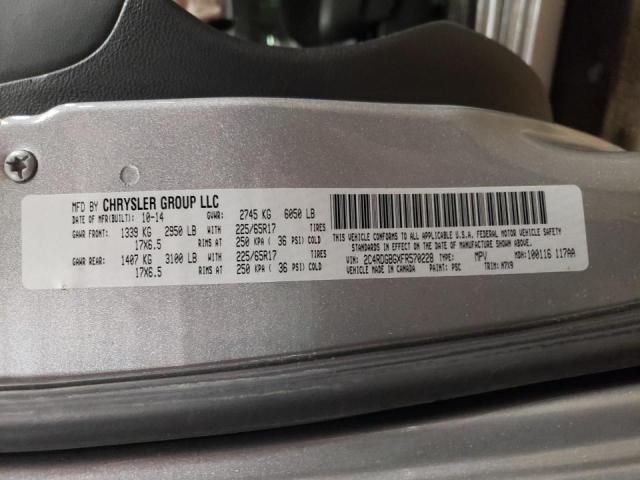 MFD BY CHRYSLER GROUP LLC
DATE OF MFR(BUILT): 10-14 GVWR: 2745 KG 6050 LB
GAWR FRONT: 1339 KG 2950 LB WITH 225/65R17 TIRES
17X6.5 RIMS AT 250 KPA ( 36 PSI) COLD
GAWR REAR: 1407 KG 3100 LB WITH 225/65R17 TIRES
17X6.5 RIMS AT 250 KPA ( 36 PSI) COLD
THIS VEHICLE CONFORMS TO ALL APPLICABLE U.S.A. FEDERAL MOTOR VEHICLE SAFETY
STANDARDS IN EFFECT ON THE DATE OF MANUFACTURE SHOWN ABOVE.
VIN: 2C4RDGBGXFR570228 TYPE: MPV MDH: 100116 117AA
VEHICLE MADE IN CANADA PAINT: PSC TRIM: M7X9